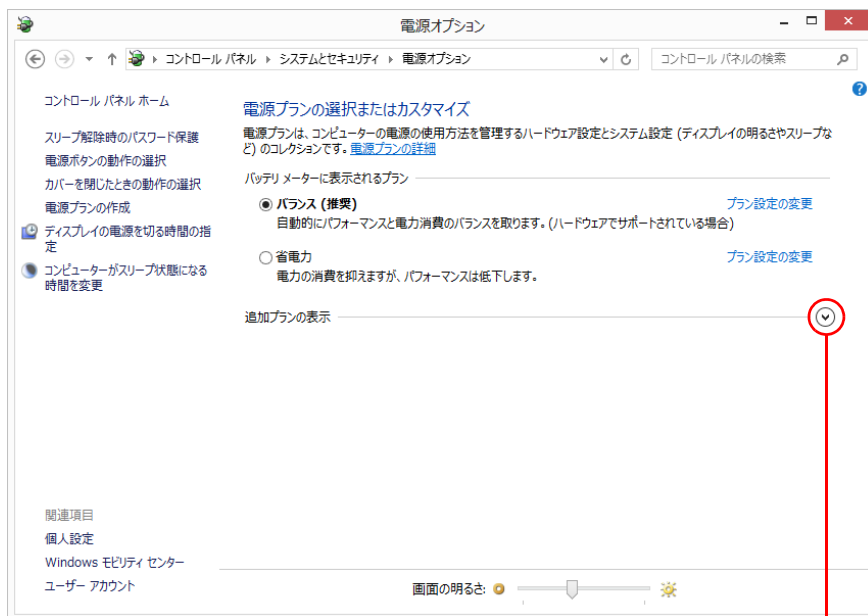 電源オプション
コントロール パネル ▸ システムとセキュリティ ▸ 電源オプション
コントロール パネルの検索
コントロール パネル ホーム
スリープ解除時のパスワード保護
電源ボタンの動作の選択
カバーを閉じたときの動作の選択
電源プランの作成
ディスプレイの電源を切る時間の指
定
コンピューターがスリープ状態になる
時間を変更
電源プランの選択またはカスタマイズ
電源プランは、コンピューターの電源の使用方法を管理するハードウェア設定とシステム設定 (ディスプレイの明るさやスリープな
ど) のコレクションです。電源プランの詳細
バッテリ メーターに表示されるプラン
バランス (推奨) プラン設定の変更
自動的にパフォーマンスと電力消費のバランスを取ります。(ハードウェアでサポートされている場合)
省電力 プラン設定の変更
電力の消費を抑えますが、パフォーマンスは低下します。
追加プランの表示
関連項目
個人設定
Windows モビリティ センター
ユーザー アカウント
画面の明るさ: